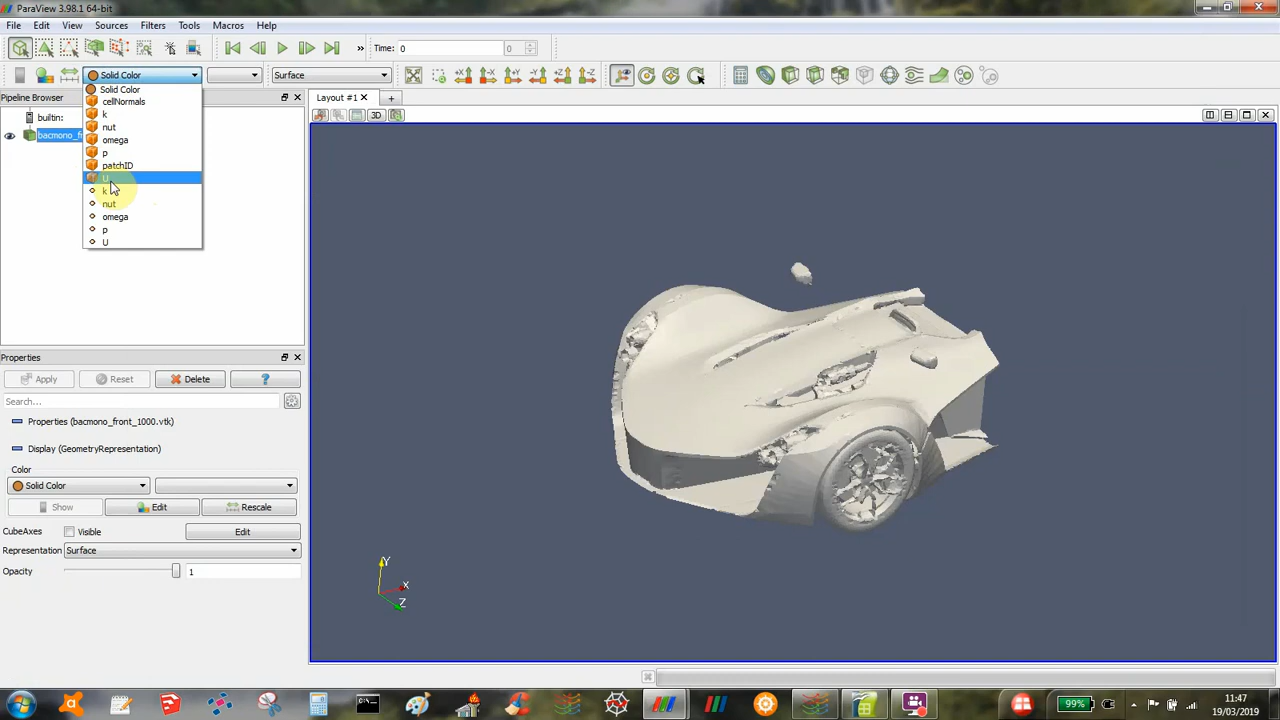 ParaView 3.98.1 64-bit
File Edit View Sources Filters Tools Macros Help
Time: 0 0
Solid Color Surface
Pipeline Browser Layout #1
Solid Color
cellNormals
k
nut
omega
p
patchID
U
k
nut
omega
p
U
3D
builtin:
bacmono_fr
Properties
Apply Reset Delete ?
Search...
Properties (bacmono_front_1000.vtk)
Display (GeometryRepresentation)
Color
Solid Color
Show Edit Rescale
CubeAxes Visible Edit
Representation Surface
Opacity 1
Y
X
Z
+X -X +Y -Y +Z -Z
99%
11:47
19/03/2019